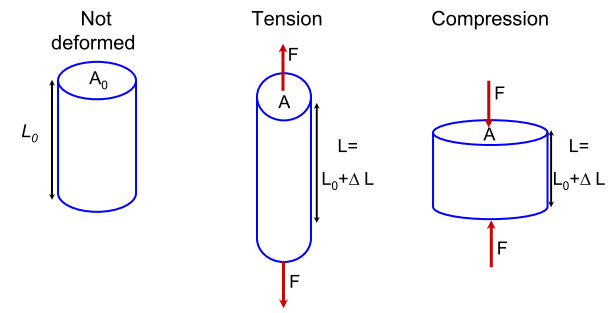 Not
deformed
A₀
L₀
Tension
F
A
L=
L₀+Δ L
F
Compression
F
A
L=
L₀+Δ L
F